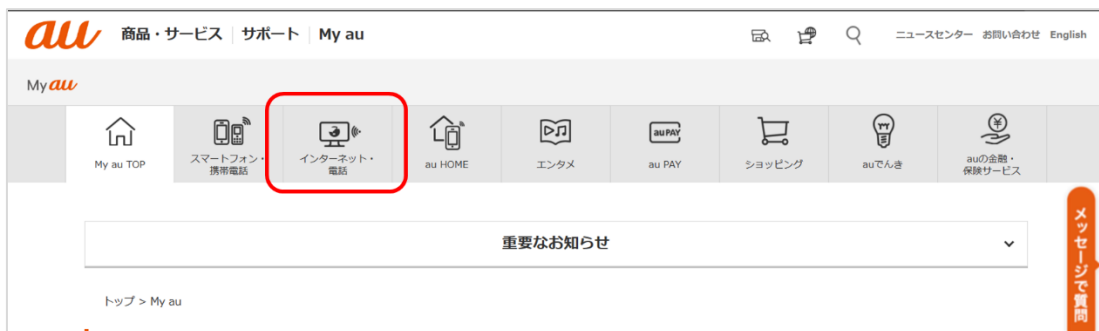 au 商品・サービス サポート My au ニュースセンター お問い合わせ English
My au
My au TOP
スマートフォン・
携帯電話
インターネット・
電話
au HOME
エンタメ
au PAY
au PAY
ショッピング
auでんき
auの金融・
保険サービス
重要なお知らせ
メッセージで質問
トップ > My au